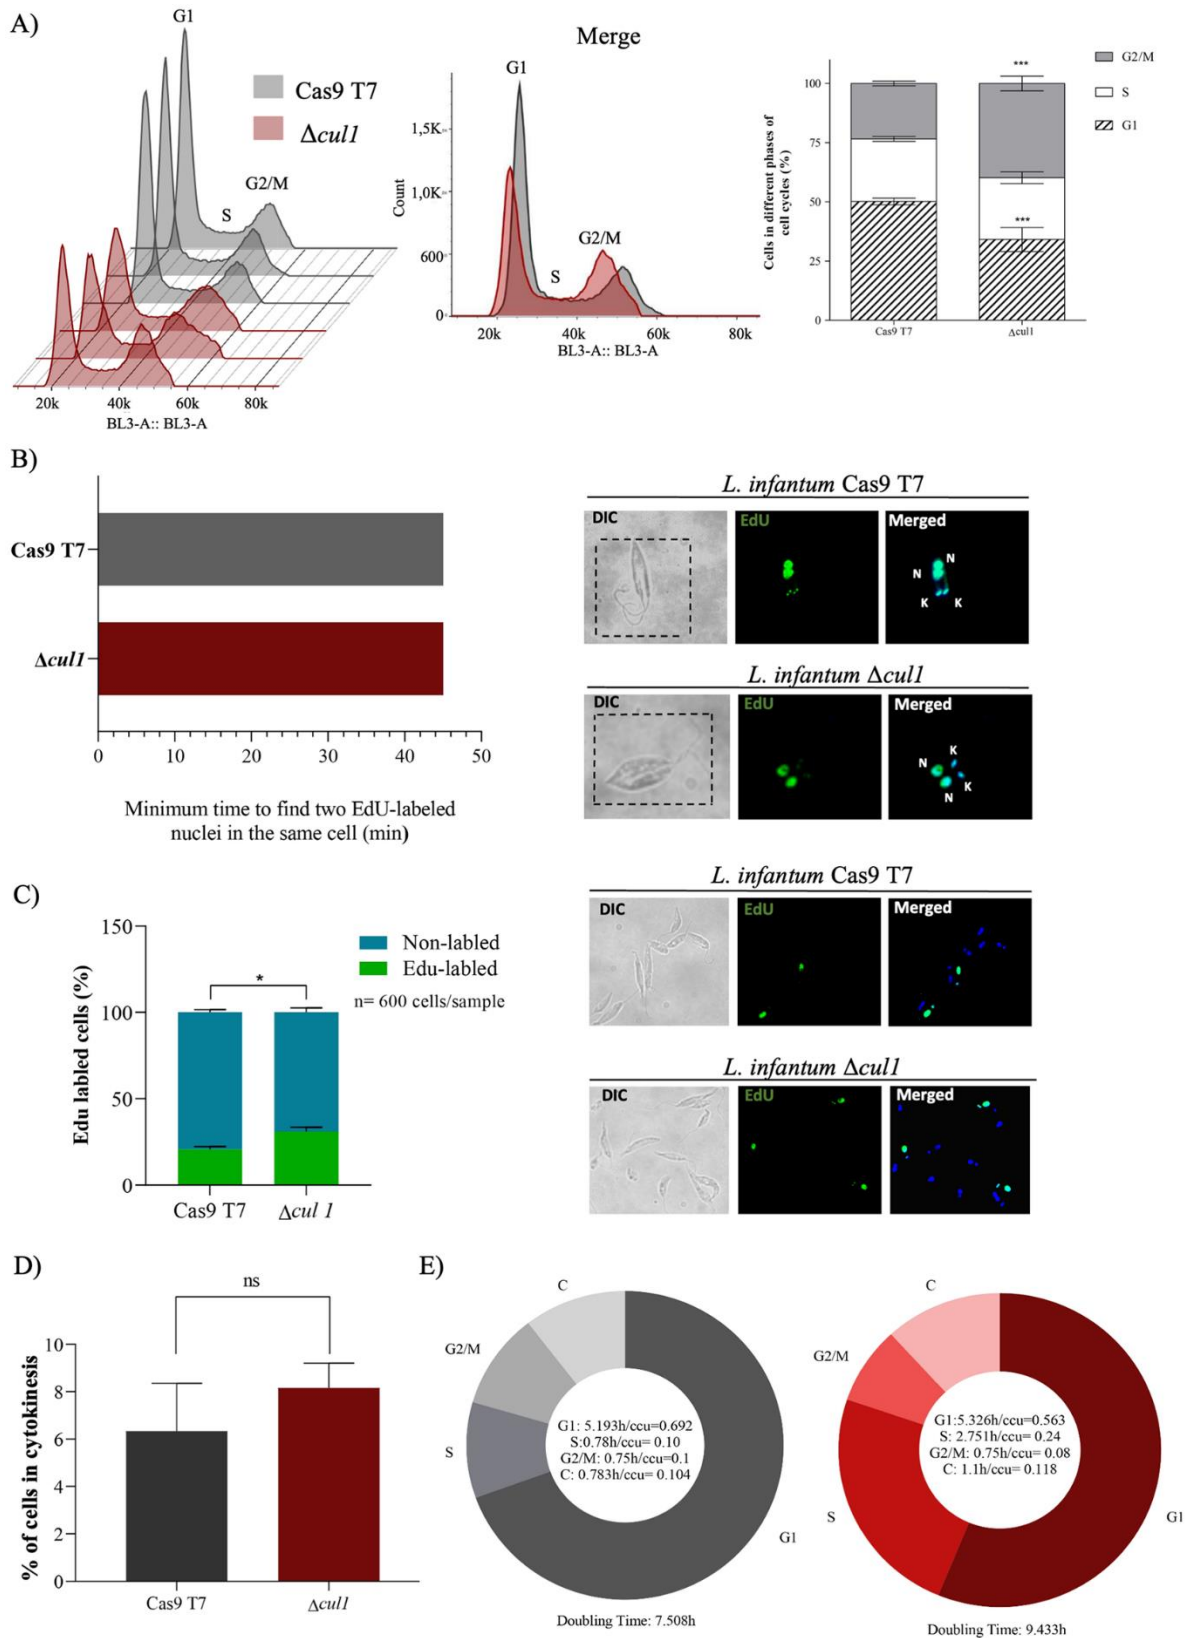 A)
G1
Cas9 T7
Δcul1
G2/M
S
20k 40k 60k 80k
BL3-A:: BL3-A
Merge
G1
Count
1,5K
1,0K
600
0
G2/M
S
20k 40k 60k 80k
BL3-A:: BL3-A
Cells in different phases of
cell cycles (%)
100
75
50
25
0
***
***
Cas9 T7 Δcul1
G2/M
S
G1
B)
Cas9 T7
Δcul1
0 10 20 30 40 50
Minimum time to find two EdU-labeled
nuclei in the same cell (min)
L. infantum Cas9 T7
DIC EdU Merged
N
N
K K
L. infantum Δcul1
DIC EdU Merged
K
N
K
N
C)
Edu labled cells (%)
150
100
50
0
*
Cas9 T7 Δcul 1
Non-labled
Edu-labled
n= 600 cells/sample
L. infantum Cas9 T7
DIC EdU Merged
L. infantum Δcul1
DIC EdU Merged
D)
ns
% of cells in cytokinesis
10
8
6
4
2
0
Cas9 T7 Δcul1
E)
C
G2/M
S
G1
G1: 5.193h/ccu=0.692
S:0.78h/ccu= 0.10
G2/M: 0.75h/ccu=0.1
C: 0.783h/ccu= 0.104
Doubling Time: 7.508h
C
G2/M
S
G1
G1:5.326h/ccu=0.563
S: 2.751h/ccu= 0.24
G2/M: 0.75h/ccu= 0.08
C: 1.1h/ccu= 0.118
Doubling Time: 9.433h